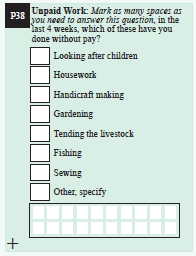 P38 Unpaid Work: Mark as many spaces as
you need to answer this question, in the
last 4 weeks, which of these have you
done without pay?
Looking after children
Housework
Handicraft making
Gardening
Tending the livestock
Fishing
Sewing
Other, specify